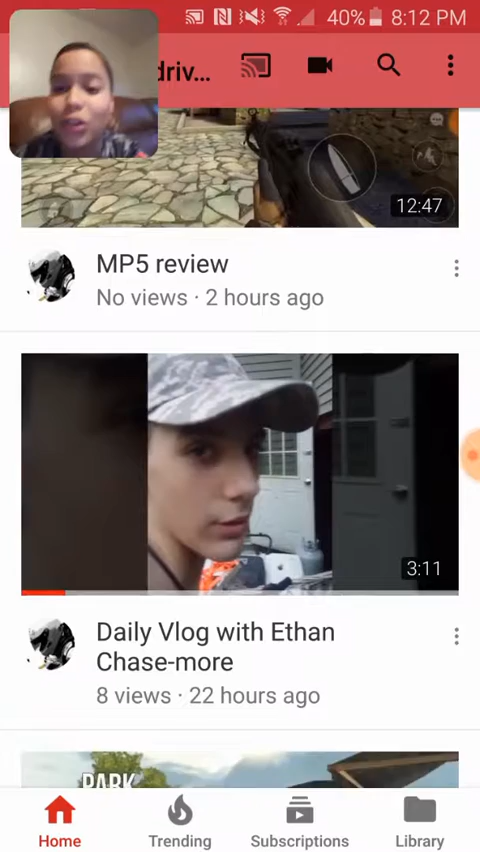 40% 8:12 PM
driv...
12:47
MP5 review
No views · 2 hours ago
3:11
Daily Vlog with Ethan
Chase-more
8 views · 22 hours ago
PARK
Home Trending Subscriptions Library